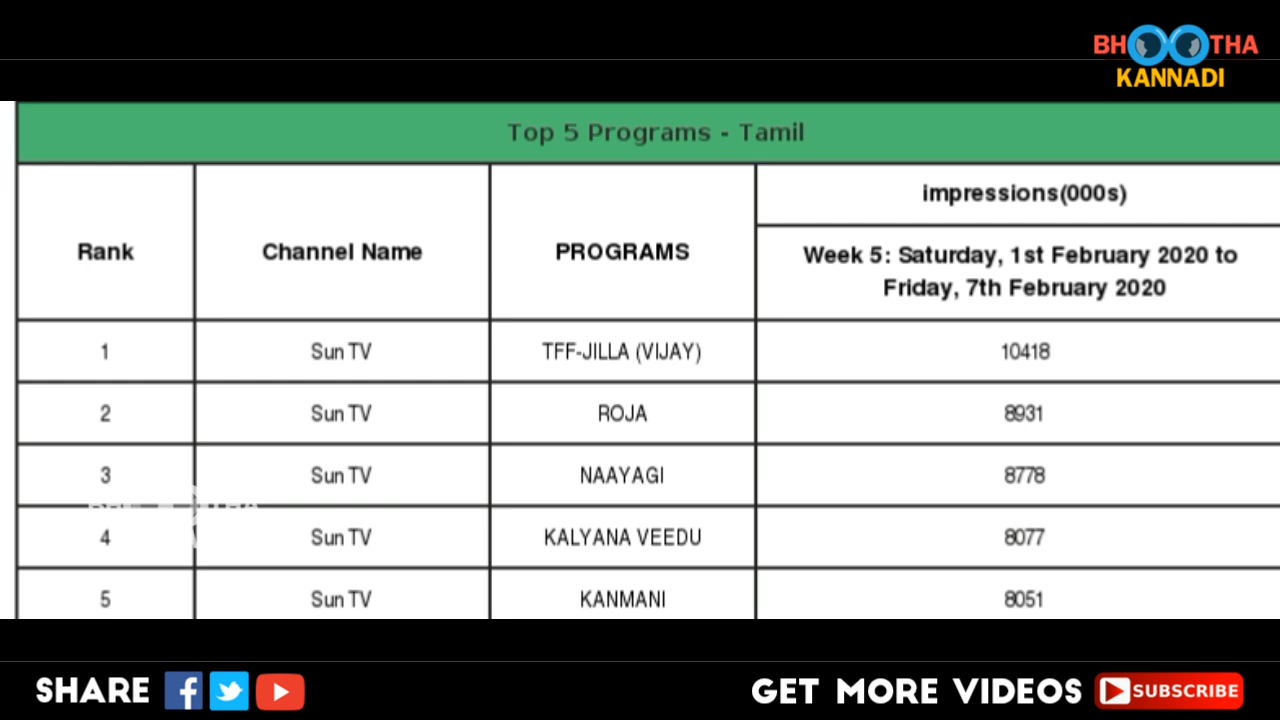 BHOOTHA
KANNADI
Top 5 Programs - Tamil
impressions(000s)
Rank Channel Name PROGRAMS
Week 5: Saturday, 1st February 2020 to
Friday, 7th February 2020
1 Sun TV TFF-JILLA (VIJAY) 10418
2 Sun TV ROJA 8931
3 Sun TV NAAYAGI 8778
4 Sun TV KALYANA VEEDU 8077
5 Sun TV KANMANI 8051
SHARE GET MORE VIDEOS SUBSCRIBE